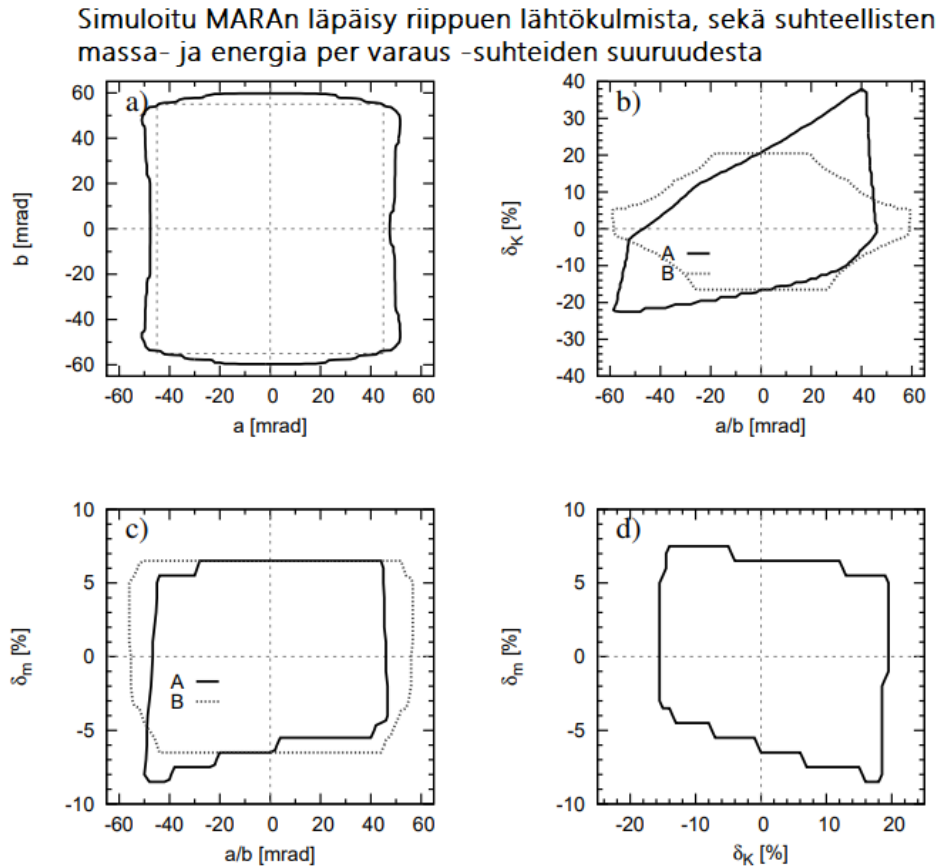 Simuloitu MARAn läpäisy riippuen lähtökulmista, sekä suhteellisten
massa- ja energia per varaus -suhteiden suuruudesta
a)
60
40
20
0
-20
-40
-60
b [mrad]
-60 -40 -20 0 20 40 60
a [mrad]
b)
40
30
20
10
0
-10
-20
-30
-40
δK [%]
A
B
-60 -40 -20 0 20 40 60
a/b [mrad]
c)
10
5
0
-5
-10
δm [%]
A
B
-60 -40 -20 0 20 40 60
a/b [mrad]
d)
10
5
0
-5
-10
δm [%]
-20 -10 0 10 20
δK [%]